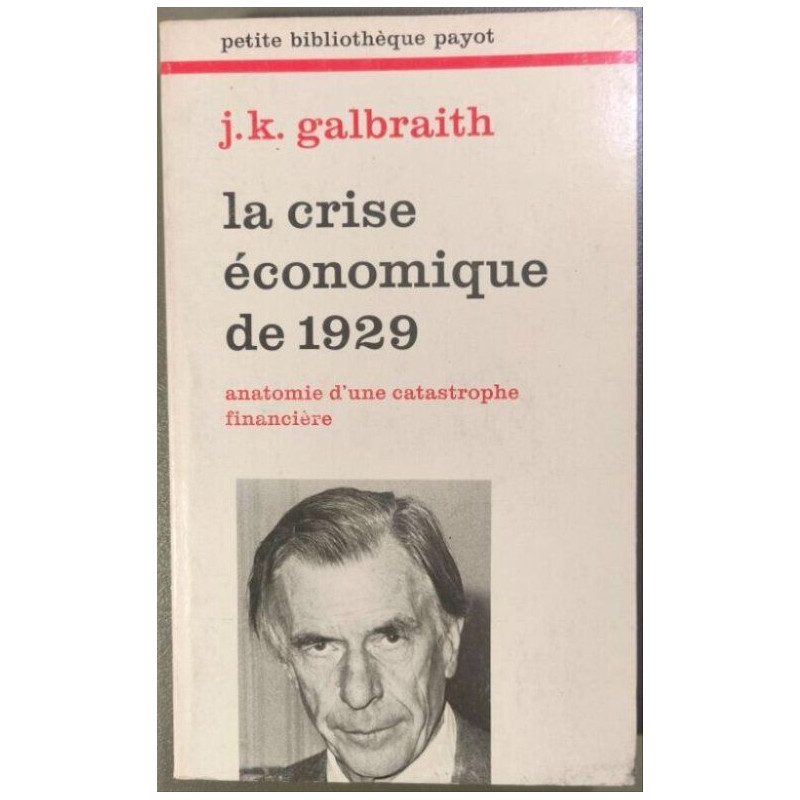 petite bibliothèque payot
j.k. galbraith
la crise
économique
de 1929
anatomie d'une catastrophe
financière